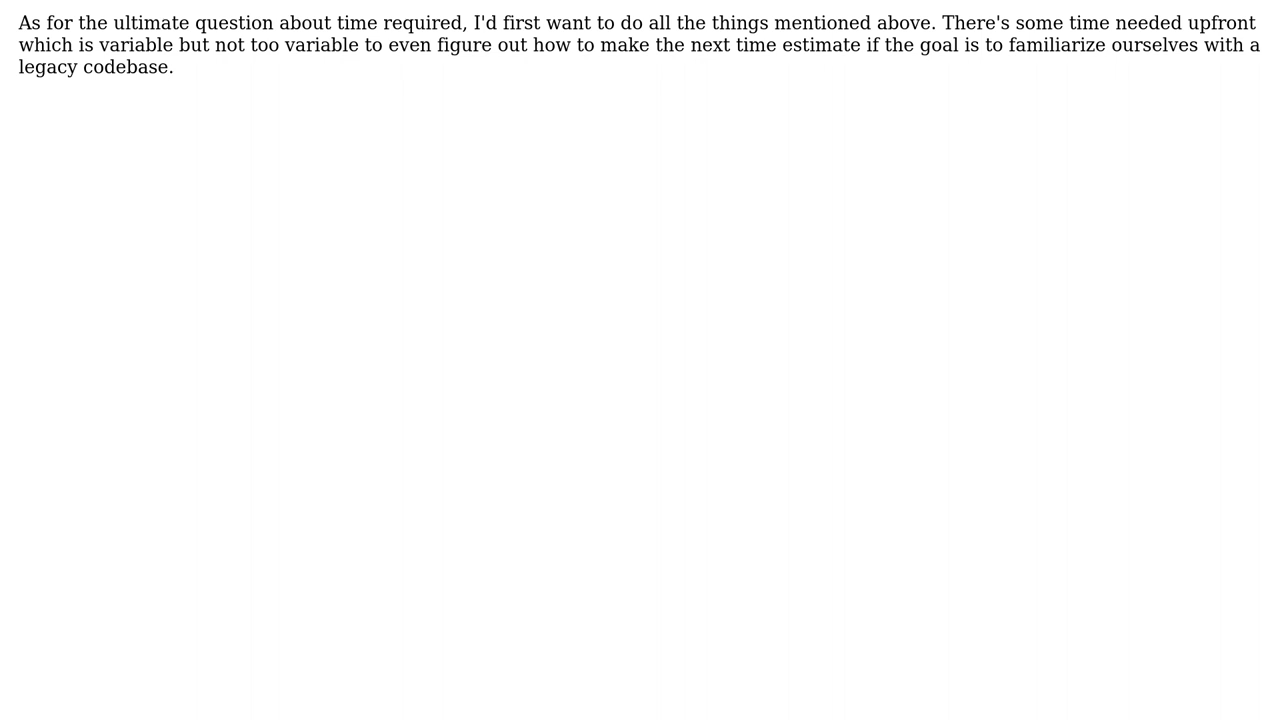 As for the ultimate question about time required, I'd first want to do all the things mentioned above. There's some time needed upfront
which is variable but not too variable to even figure out how to make the next time estimate if the goal is to familiarize ourselves with a
legacy codebase.